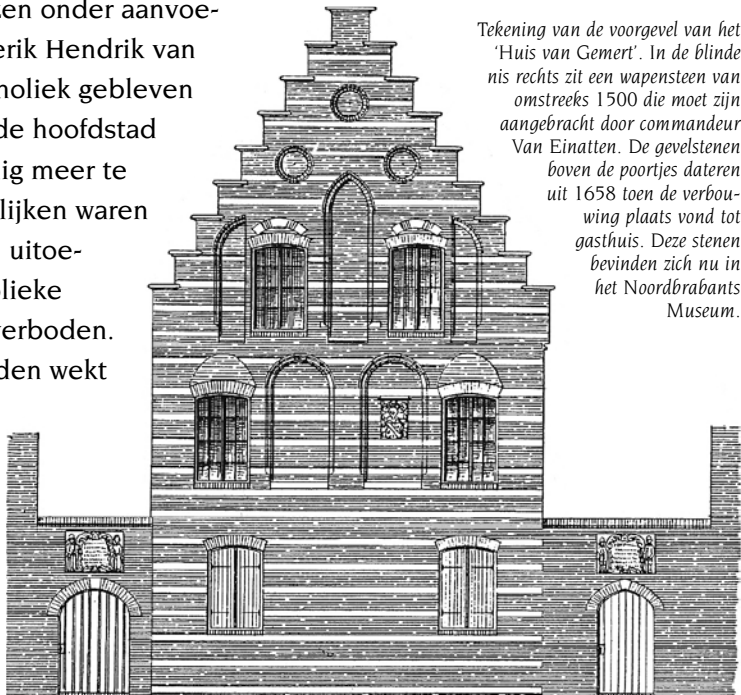 zen onder aanvoe-
erik Hendrik van
holiek gebleven
de hoofdstad
nig meer te
lijken waren
uitoe-
olieke
verboden.
den wekt
Tekening van de voorgevel van het
‘Huis van Gemert’. In de blinde
nis rechts zit een wapensteen van
omstreeks 1500 die moet zijn
aangebracht door commandeur
Van Einatten. De gevelstenen
boven de poortjes dateren
uit 1658 toen de verbou-
wing plaats vond tot
gasthuis. Deze stenen
bevinden zich nu in
het Noordbrabants
Museum.